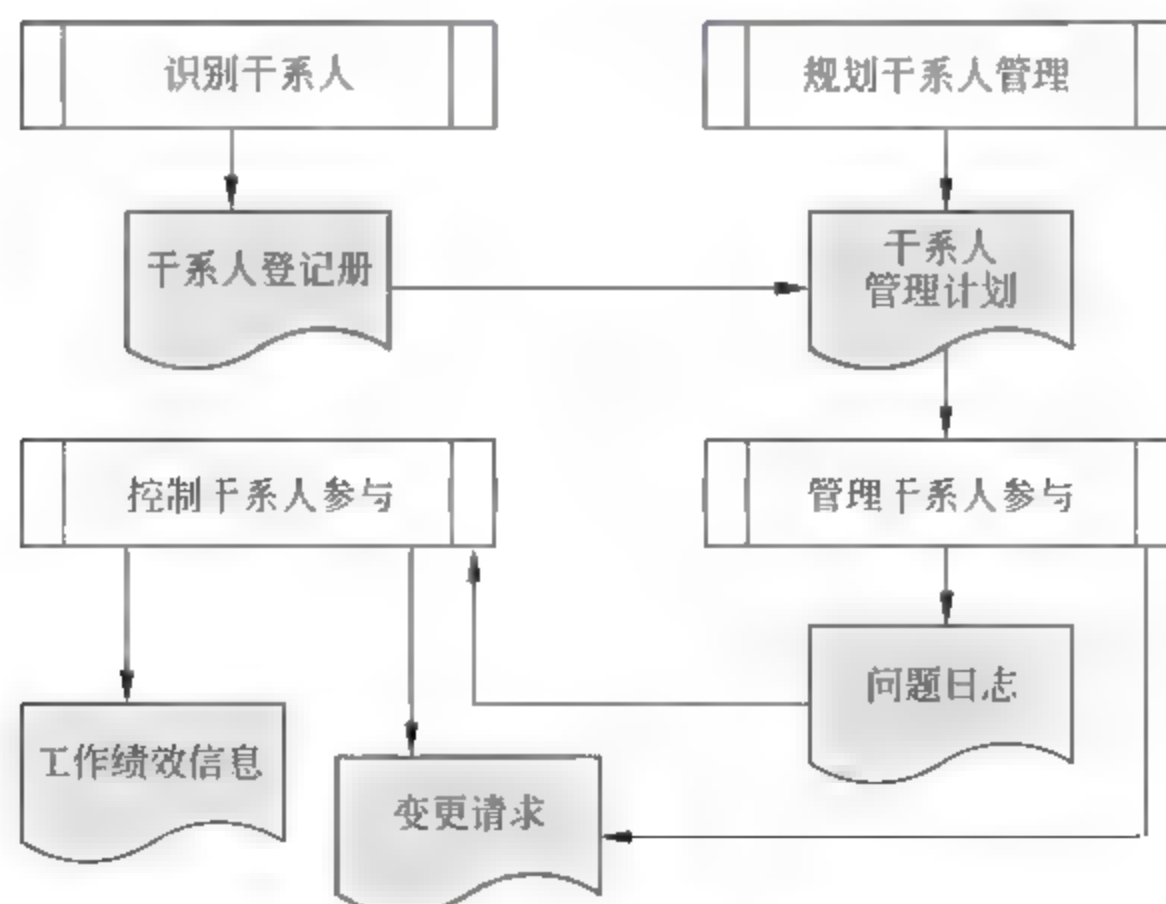 识别干系人
规划干系人管理
干系人登记册
干系人
管理计划
控制干系人参与
管理干系人参与
问题日志
工作绩效信息
变更请求